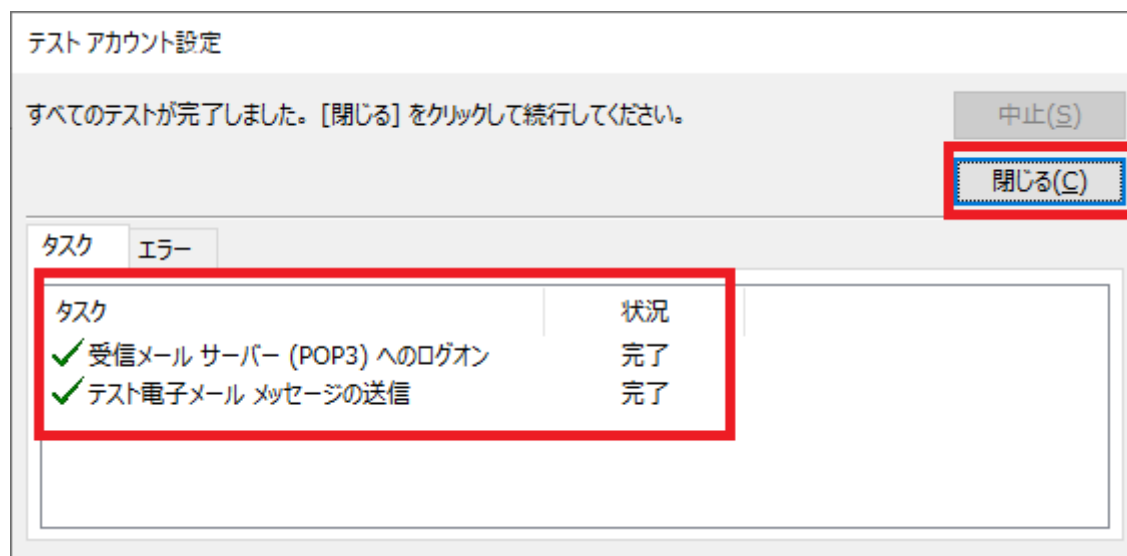 テスト アカウント設定
すべてのテストが完了しました。[閉じる] をクリックして続行してください。
中止(S)
閉じる(C)
タスク エラー
タスク 状況
受信メール サーバー (POP3) へのログオン 完了
テスト電子メール メッセージの送信 完了